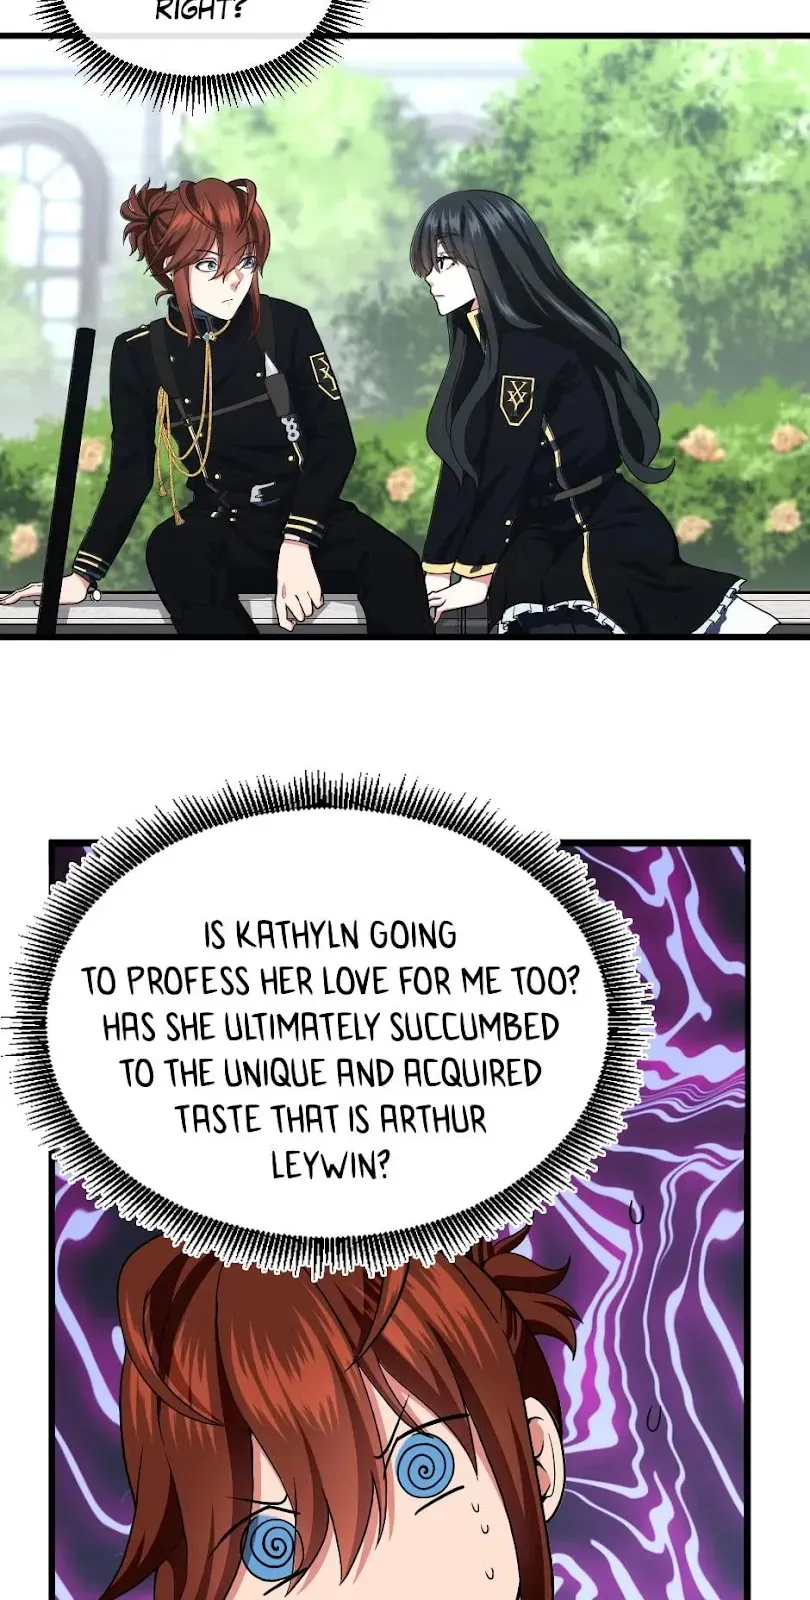 RIGHT?
IS KATHYLN GOING
TO PROFESS HER LOVE FOR ME TOO?
HAS SHE ULTIMATELY SUCCUMBED
TO THE UNIQUE AND ACQUIRED
TASTE THAT IS ARTHUR
LEYWIN?